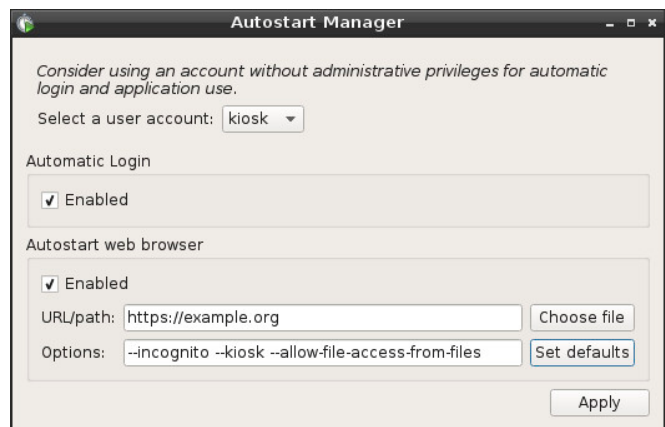 Autostart Manager
Consider using an account without administrative privileges for automatic
login and application use.
Select a user account: kiosk
Automatic Login
Enabled
Autostart web browser
Enabled
URL/path: https://example.org Choose file
Options: --incognito --kiosk --allow-file-access-from-files Set defaults
Apply